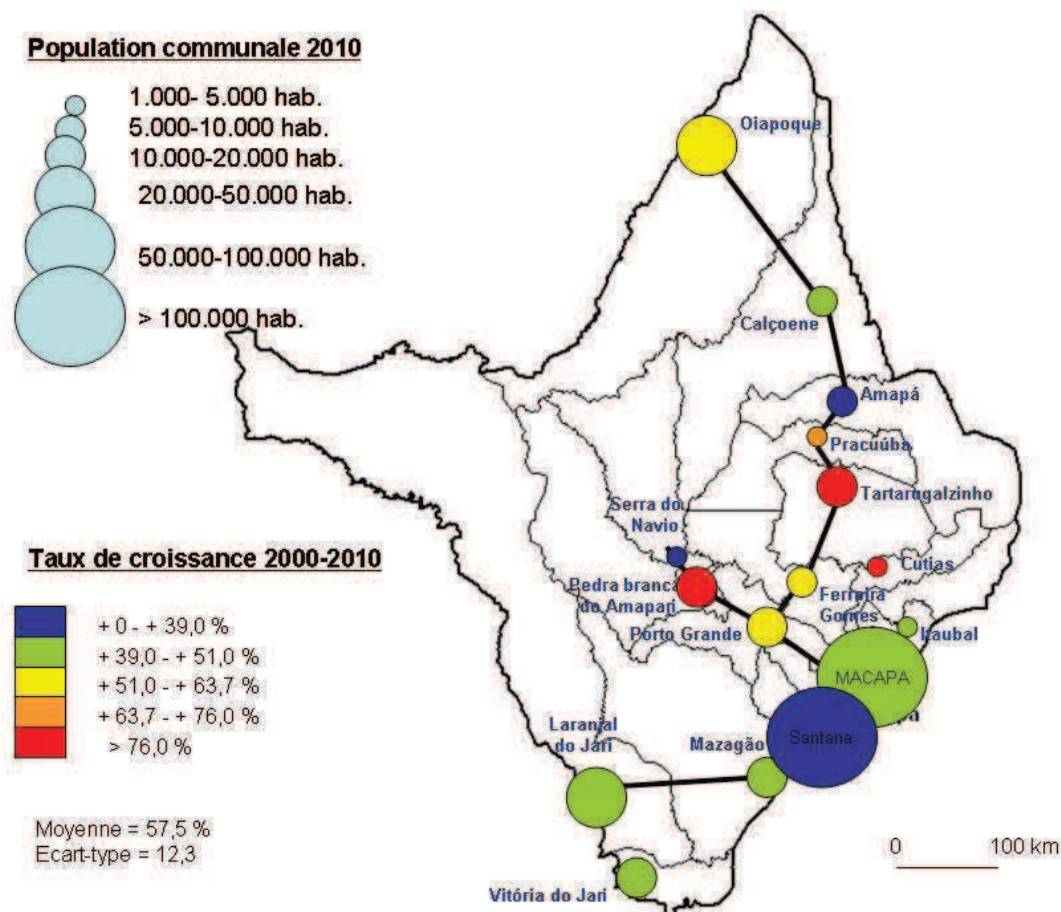 Population communale 2010
1.000- 5.000 hab.
5.000-10.000 hab.
10.000-20.000 hab.
20.000-50.000 hab.
50.000-100.000 hab.
> 100.000 hab.
Oiapoque
Calçoene
Amapá
Pracuúba
Tartarugalzinho
Serra do
Navio
Cutias
Pedra branca
do Amapari
Ferreira
Gomes
Porto Grande
Itaubal
MACAPA
Santana
Laranjal
do Jari
Mazagão
Vitória do Jari
Taux de croissance 2000-2010
+ 0 - + 39,0 %
+ 39,0 - + 51,0 %
+ 51,0 - + 63,7 %
+ 63,7 - + 76,0 %
> 76,0 %
Moyenne = 57,5 %
Ecart-type = 12,3
0 100 km